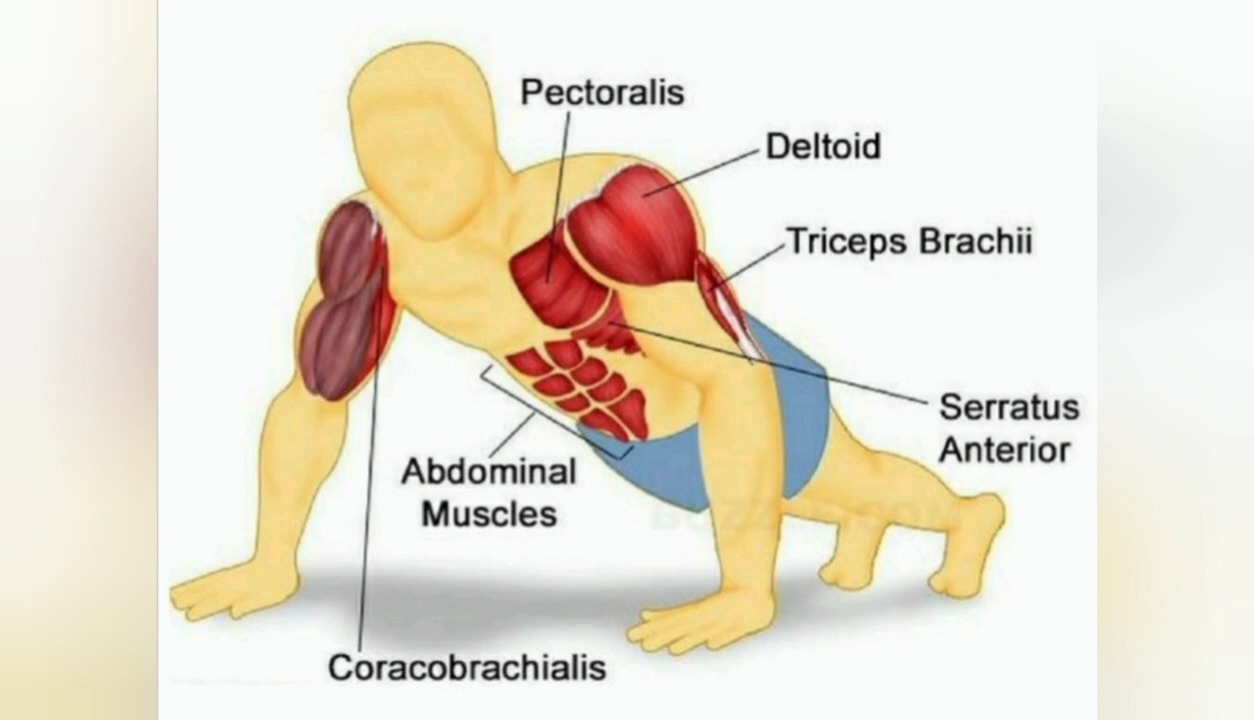 Pectoralis
Deltoid
Triceps Brachii
Serratus
Anterior
Abdominal
Muscles
Coracobrachialis